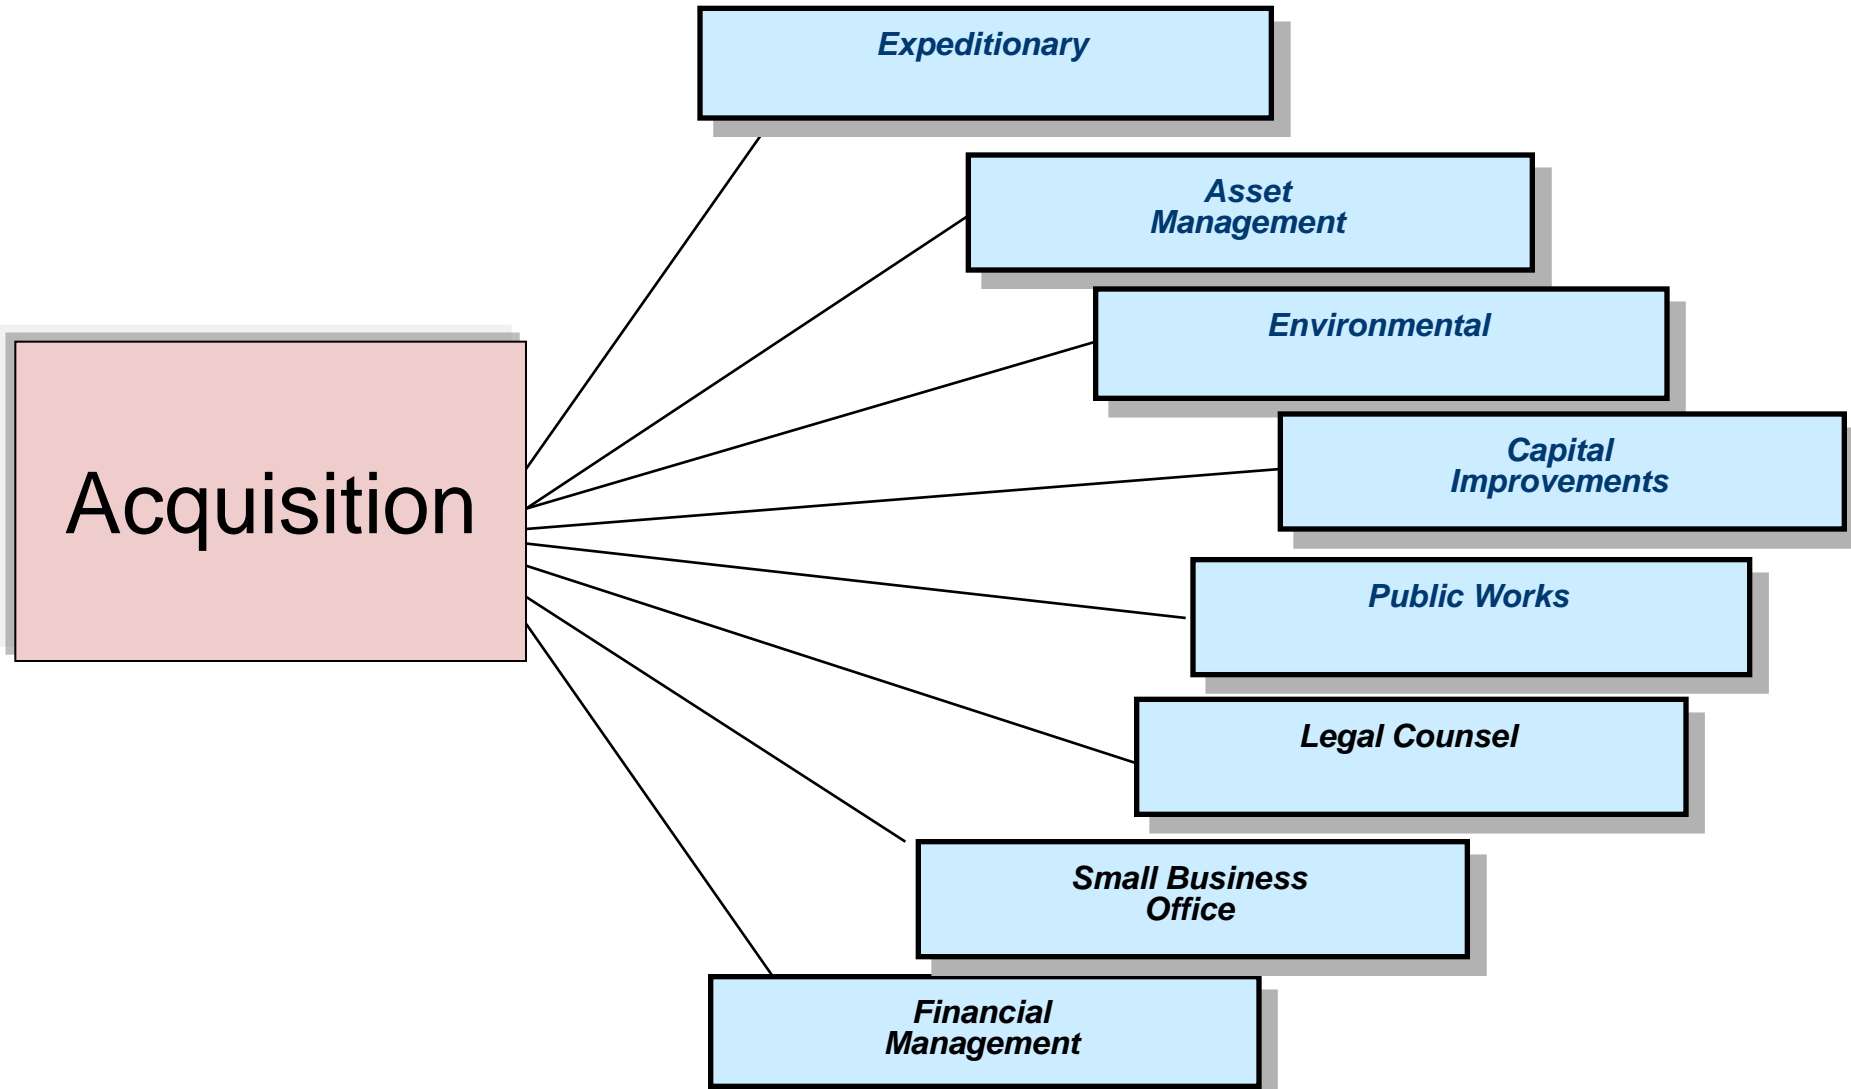 Expeditionary
Asset
Management
Environmental
Capital
Improvements
Acquisition
Public Works
Legal Counsel
Small Business
Office
Financial
Management